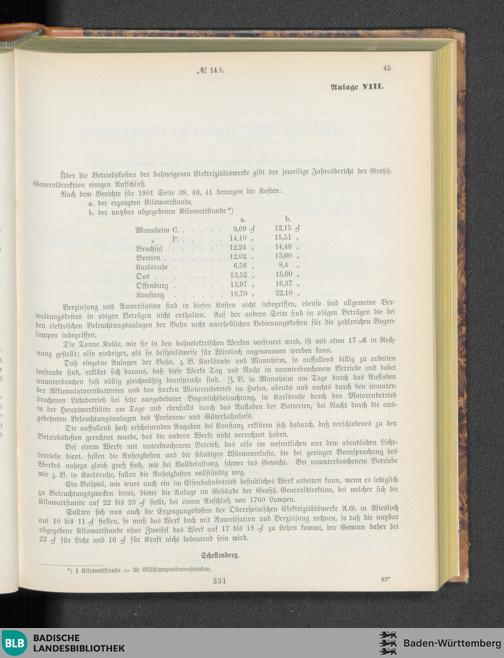 № 14 b.
45
Anlage VIII.
Über die Betriebskosten der bahneigenen Elektrizitätswerke gibt der jeweilige Jahresbericht der Großh.
Generaldirektion einigen Aufschluß.
Nach dem Berichte für 1901 Seite 39, 40, 41 betragen die Kosten:
a. der erzeugten Kilowattstunde,
b. der nutzbar abgegebenen Kilowattstunde*)
a. b.
Mannheim C. . . . . . 9,09 ₰ 12,15 ₰
„ P. . . . . . 14,10 „ 15,51 „
Bruchsal . . . . . . 12,24 „ 14,48 „
Bretten . . . . . . 12,02 „ 13,00 „
Karlsruhe . . . . . . 6,58 „ 8,4 „
Oos . . . . . . 13,52 „ 15,00 „
Offenburg . . . . . . 13,97 „ 16,37 „
Konstanz . . . . . . 16,70 „ 22,10 „
Verzinsung und Amortisation sind in diesen Kosten nicht inbegriffen, ebenso sind allgemeine Ver-
waltungskosten in obigen Beträgen nicht enthalten. Auf der andern Seite sind in obigen Beträgen die bei
den elektrischen Beleuchtungsanlagen der Bahn nicht unerheblichen Bedienungskosten für die zahlreichen Bogen-
lampen inbegriffen.
Die Tonne Kohle, wie sie in den bahnelektrischen Werken verfeuert wird, ist mit etwa 17 ℳ in Rech-
nung gestellt; also niedriger, als sie beispielsweise für Wiesloch angenommen werden kann.
Daß einzelne Anlagen der Bahn, z. B. Karlsruhe und Mannheim, so auffallend billig zu arbeiten
imstande sind, erklärt sich daraus, daß diese Werke Tag und Nacht in ununterbrochenem Betriebe und dabei
ununterbrochen fast völlig gleichmäßig beansprucht sind. Z. B. in Mannheim am Tage durch das Aufladen
der Akkumulatorenbatterien und den starken Motorenbetrieb im Hafen, abends und nachts durch den ununter-
brochenen Lichtbetrieb bei sehr ausgedehnter Bogenlichtbeleuchtung, in Karlsruhe durch den Motorenbetrieb
in der Hauptwerkstätte am Tage und ebenfalls durch das Aufladen der Batterien, bei Nacht durch die aus-
gedehnten Beleuchtungsanlagen des Personen- und Güterbahnhofs.
Die auffallend hoch erscheinenden Angaben bei Konstanz erklären sich dadurch, daß verschiedenes zu den
Betriebskosten gerechnet wurde, das die andern Werke nicht verrechnet haben.
Bei einem Werke mit unterbrochenem Betrieb, das also im wesentlichen nur dem abendlichen Licht-
betriebe dient, fallen die Anheizkosten und die ständigen Wärmeverluste, die bei geringer Beanspruchung des
Werkes nahezu gleich groß sind, wie bei Vollbelastung, schwer ins Gewicht. Bei ununterbrochenem Betriebe
wie z. B. in Karlsruhe, fallen die Anheizkosten vollständig weg.
Ein Beispiel, wie teuer auch ein im Eisenbahnbetrieb befindliches Werk arbeiten kann, wenn es lediglich
zu Beleuchtungszwecken dient, bietet die Anlage im Gebäude der Großh. Generaldirektion, bei welcher sich die
Kilowattstunde auf 22 bis 23 ₰ stellt, bei einem Anschluß von 1760 Lampen.
Sollten sich nun auch die Erzeugungskosten der Oberrheinischen Elektrizitätswerke A.G. in Wiesloch
auf 10 bis 11 ₰ stellen, so muß das Werk doch mit Amortisation und Verzinsung rechnen, so daß die nutzbar
abgegebene Kilowattstunde ohne Zweifel das Werk auf 17 bis 18 ₰ zu stehen kommt, der Gewinn daher bei
22 ₰ für Licht und 10 ₰ für Kraft nicht bedeutend sein wird.
Schellenberg.
*) 1 Kilowattstunde = 20 Glühlampenbrennstunden.
331
42*
BLB
BADISCHE
LANDESBIBLIOTHEK
Baden-Württemberg